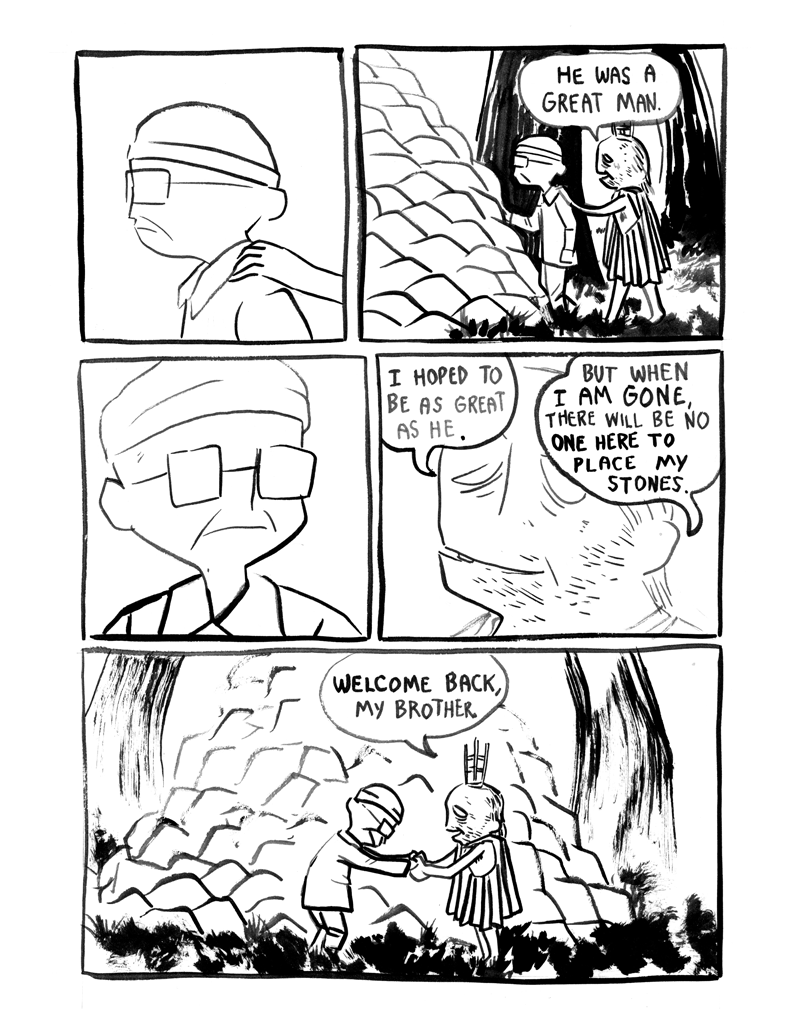 HE WAS A
GREAT MAN.
I HOPED TO
BE AS GREAT
AS HE.
BUT WHEN
I AM GONE,
THERE WILL BE NO
ONE HERE TO
PLACE MY
STONES.
WELCOME BACK,
MY BROTHER.